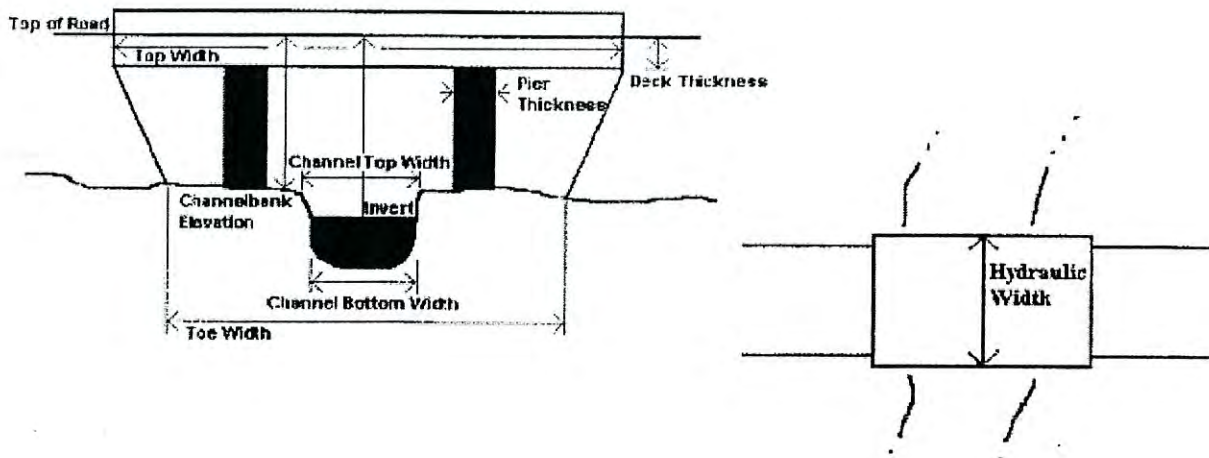 Top of Road
Top Width
Pier
Thickness
Deck Thickness
Channel Top Width
Channelbank
Elevation
Invert
Channel Bottom Width
Toe Width
Hydraulic
Width